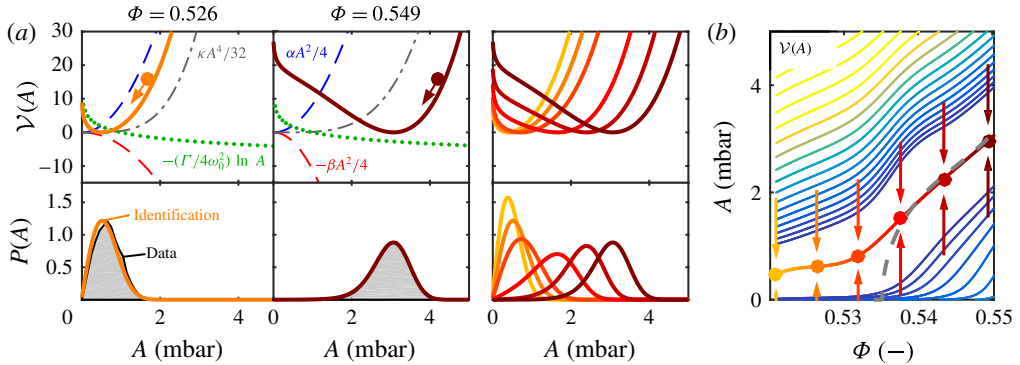 Φ = 0.526
Φ = 0.549
(a)
(b)
30
20
10
0
−10
𝒱(A)
κA⁴/32
αA²/4
−(Γ/4ω₀²) ln A
−βA²/4
𝒱(A)
4
2
0
A (mbar)
0.53
0.54
0.55
Φ (−)
1.5
1.0
0.5
P(A)
Identification
Data
0
2
4
0
2
4
0
2
4
A (mbar)
A (mbar)
A (mbar)